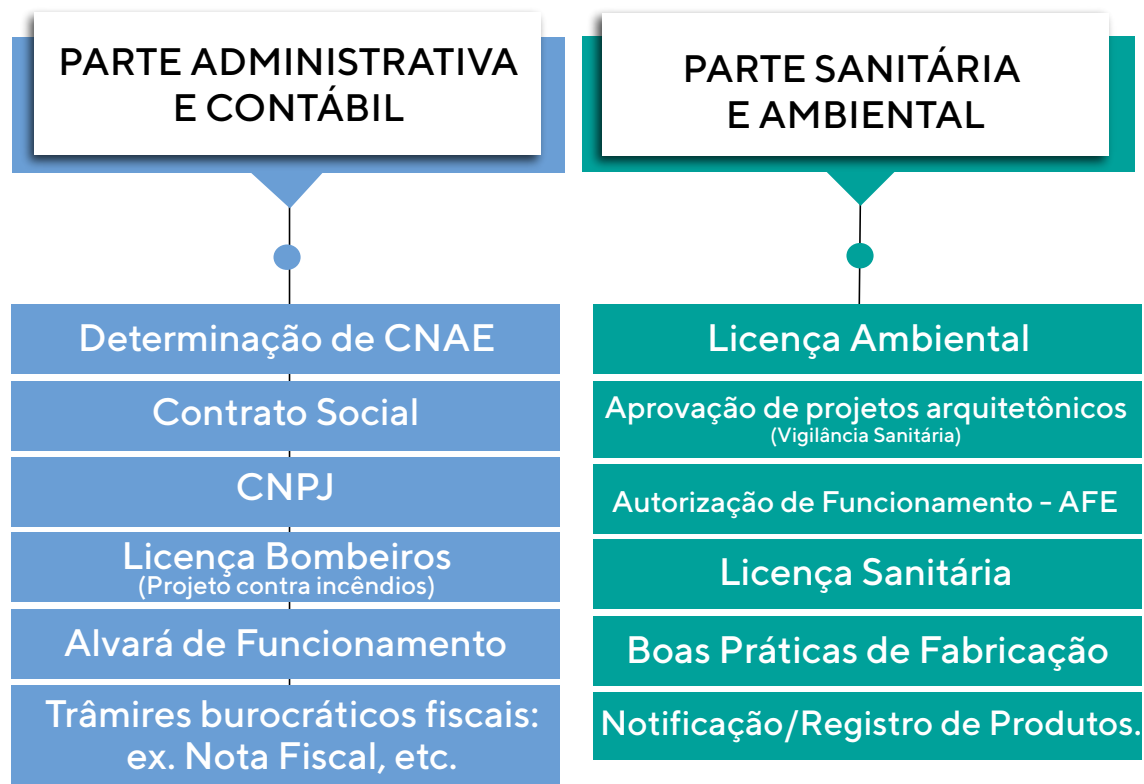 PARTE ADMINISTRATIVA
E CONTÁBIL
Determinação de CNAE
Contrato Social
CNPJ
Licença Bombeiros
(Projeto contra incêndios)
Alvará de Funcionamento
Trâmires burocráticos fiscais:
ex. Nota Fiscal, etc.
PARTE SANITÁRIA
E AMBIENTAL
Licença Ambiental
Aprovação de projetos arquitetônicos
(Vigilância Sanitária)
Autorização de Funcionamento - AFE
Licença Sanitária
Boas Práticas de Fabricação
Notificação/Registro de Produtos.